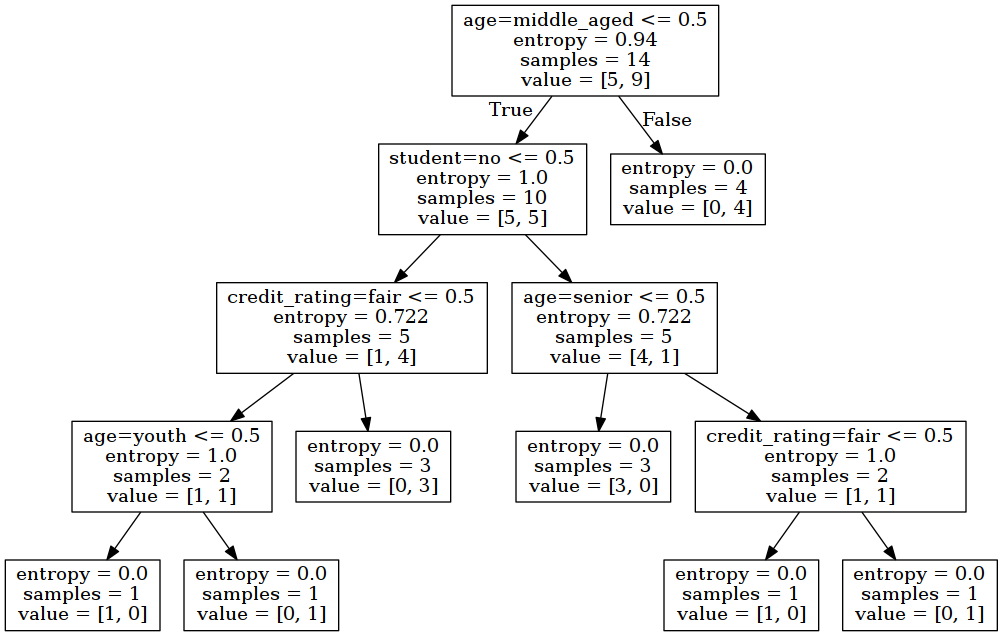 age=middle_aged <= 0.5
entropy = 0.94
samples = 14
value = [5, 9]
True
False
student=no <= 0.5
entropy = 1.0
samples = 10
value = [5, 5]
entropy = 0.0
samples = 4
value = [0, 4]
credit_rating=fair <= 0.5
entropy = 0.722
samples = 5
value = [1, 4]
age=senior <= 0.5
entropy = 0.722
samples = 5
value = [4, 1]
age=youth <= 0.5
entropy = 1.0
samples = 2
value = [1, 1]
entropy = 0.0
samples = 3
value = [0, 3]
entropy = 0.0
samples = 3
value = [3, 0]
credit_rating=fair <= 0.5
entropy = 1.0
samples = 2
value = [1, 1]
entropy = 0.0
samples = 1
value = [1, 0]
entropy = 0.0
samples = 1
value = [0, 1]
entropy = 0.0
samples = 1
value = [1, 0]
entropy = 0.0
samples = 1
value = [0, 1]